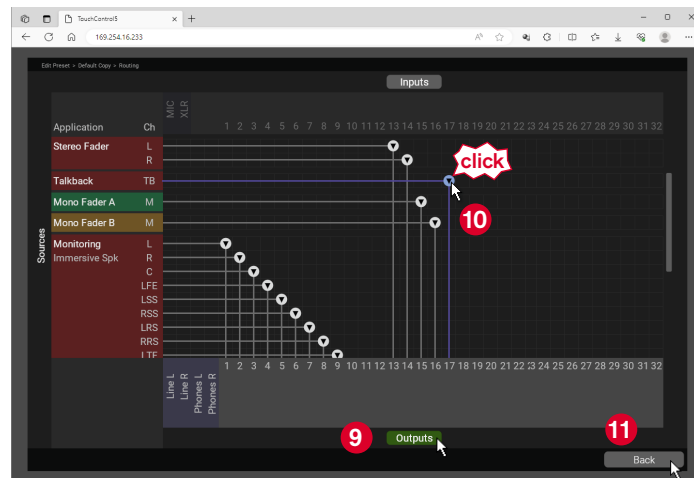 TouchControl5
169.254.16.233
Edit Preset > Default Copy > Routing
Inputs
MIC
XLR
Application Ch 1 2 3 4 5 6 7 8 9 10 11 12 13 14 15 16 17 18 19 20 21 22 23 24 25 26 27 28 29 30 31 32
Stereo Fader L
R
click
Talkback TB
Mono Fader A M
10
Mono Fader B M
Sources
Monitoring L
Immersive Spk R
C
LFE
LSS
RSS
LRS
RRS
LTF
1 2 3 4 5 6 7 8 9 10 11 12 13 14 15 16 17 18 19 20 21 22 23 24 25 26 27 28 29 30 31 32
Line L
Line R
Phones L
Phones R
9 Outputs
11
Back